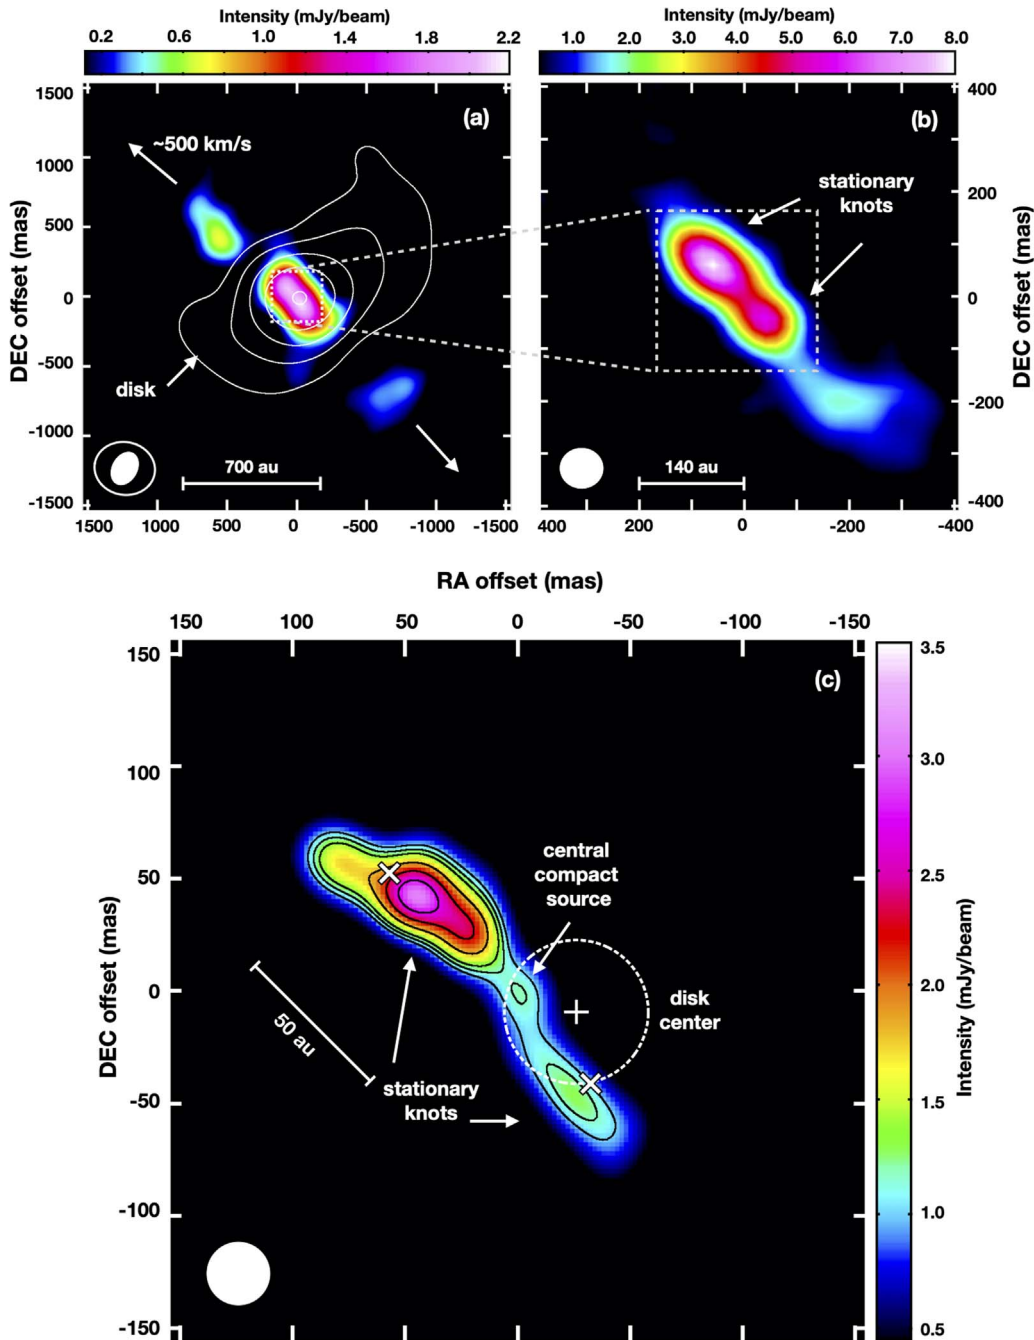 Intensity (mJy/beam)
0.2 0.6 1.0 1.4 1.8 2.2
(a)
~500 km/s
disk
700 au
DEC offset (mas)
1500
1000
500
0
-500
-1000
-1500
1500 1000 500 0 -500 -1000 -1500
Intensity (mJy/beam)
1.0 2.0 3.0 4.0 5.0 6.0 7.0 8.0
(b)
stationary
knots
140 au
400
200
0
-200
-400
DEC offset (mas)
400 200 0 -200 -400
RA offset (mas)
150 100 50 0 -50 -100 -150
(c)
DEC offset (mas)
150
100
50
0
-50
-100
-150
central
compact
source
disk
center
50 au
stationary
knots
3.5
3.0
2.5
2.0
1.5
1.0
0.5
Intensity (mJy/beam)